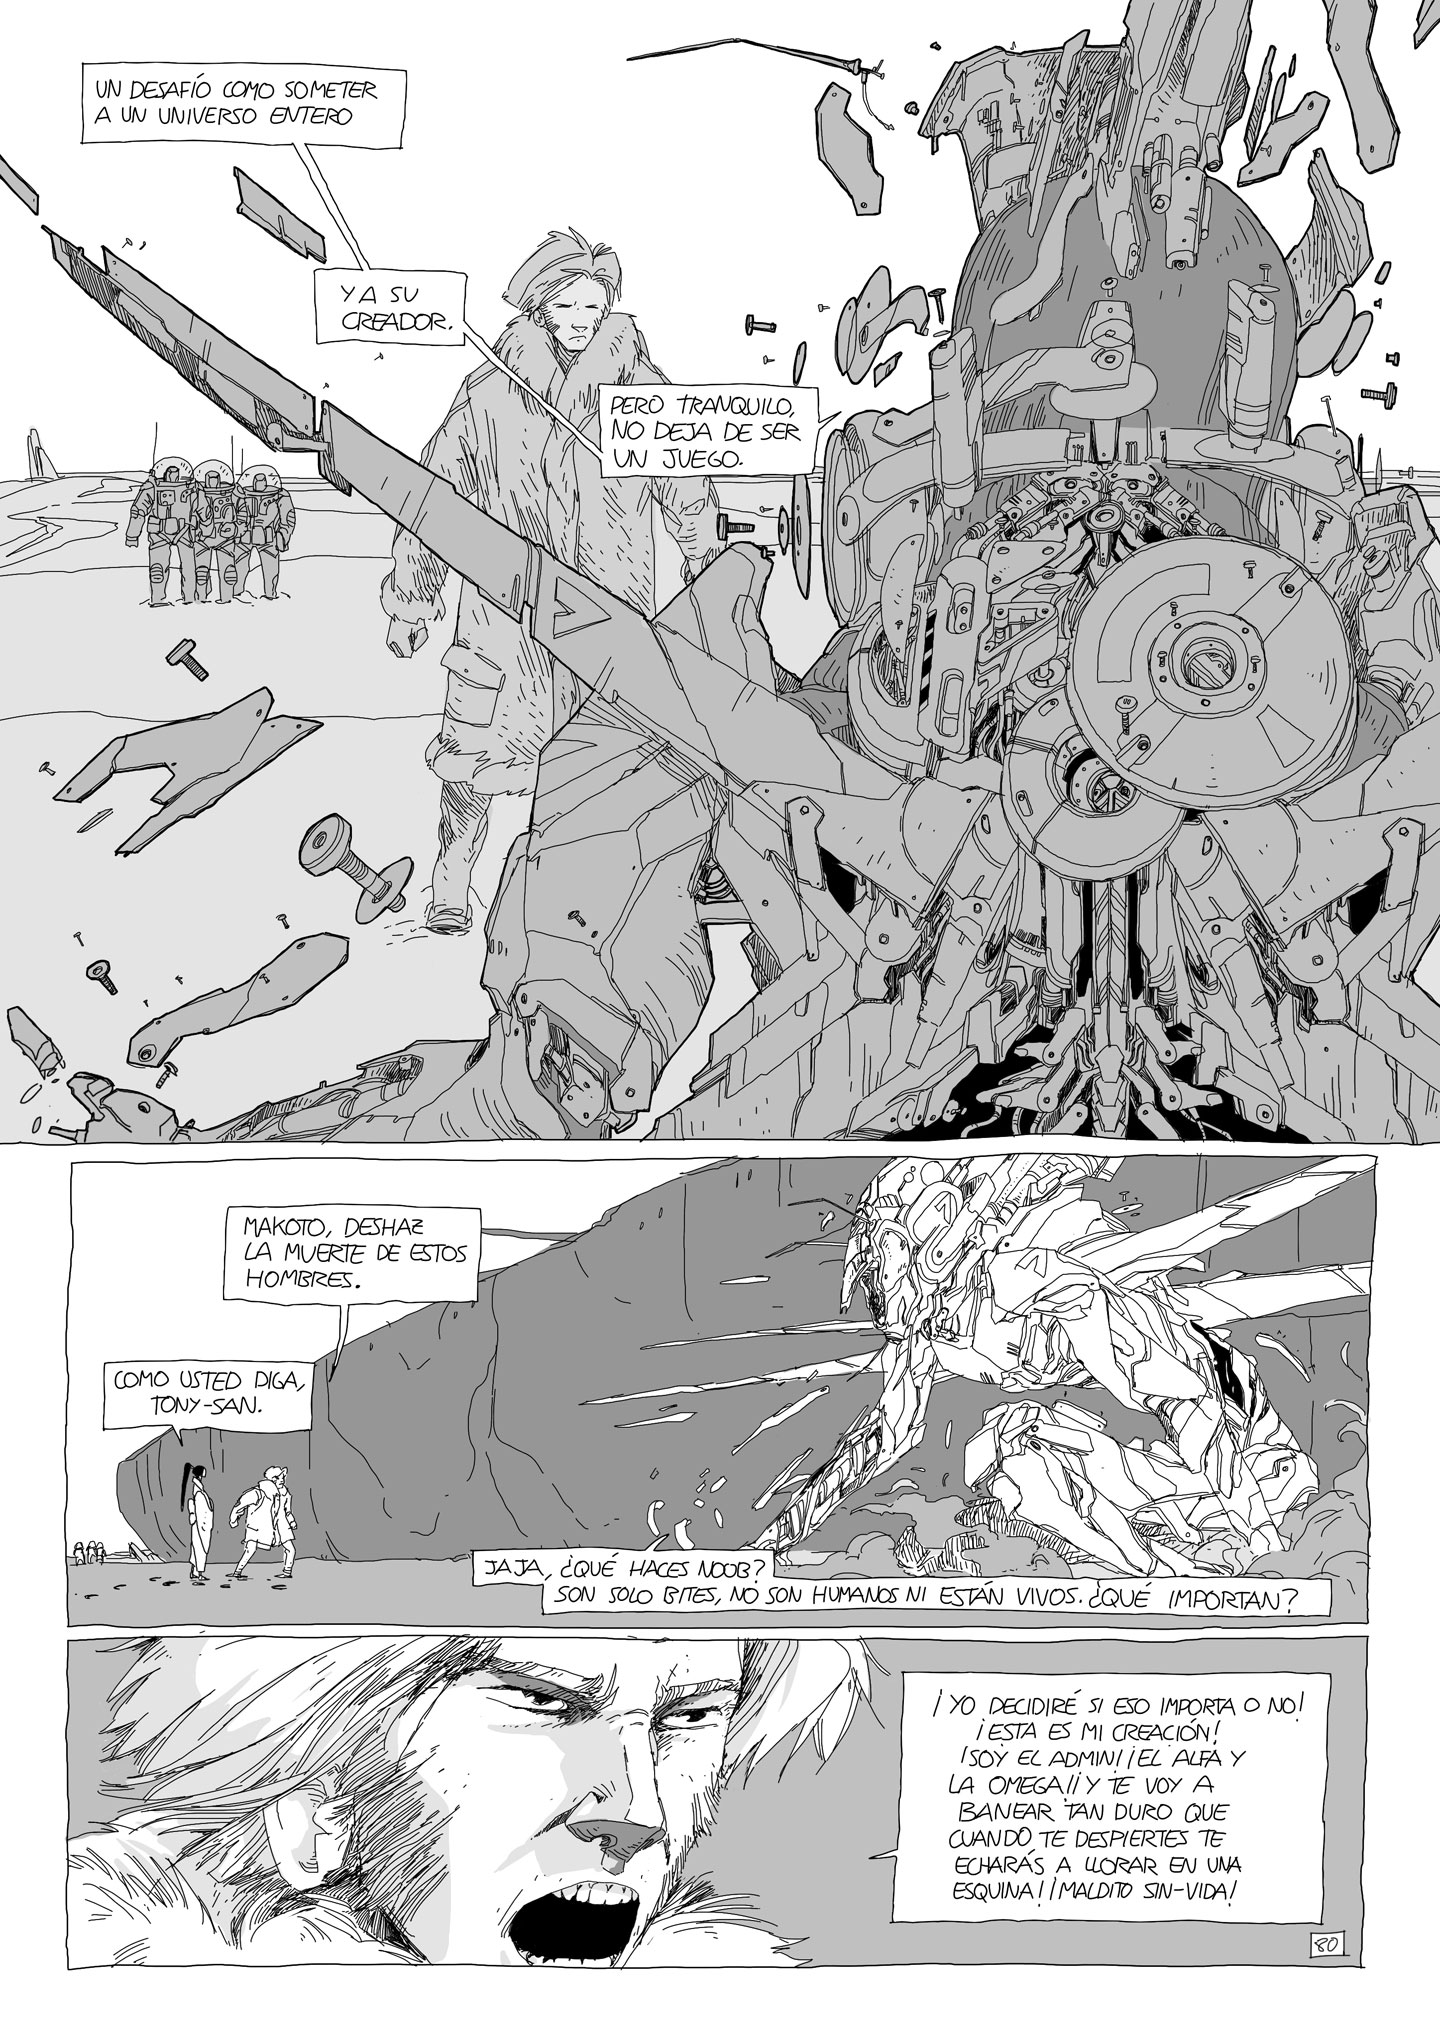 UN DESAFÍO COMO SOMETER
A UN UNIVERSO ENTERO
Y A SU
CREADOR.
PERO TRANQUILO,
NO DEJA DE SER
UN JUEGO.
MAKOTO, DESHAZ
LA MUERTE DE ESTOS
HOMBRES.
COMO USTED DIGA,
TONY-SAN.
JAJA, ¿QUÉ HACES NOOB?
SON SOLO BITES, NO SON HUMANOS NI ESTÁN VIVOS. ¿QUÉ IMPORTAN?
¡YO DECIDIRÉ SI ESO IMPORTA O NO!
¡ESTA ES MI CREACIÓN!
¡SOY EL ADMIN! ¡EL ALFA Y
LA OMEGA!¡Y TE VOY A
BANEAR TAN DURO QUE
CUANDO TE DESPIERTES TE
ECHARÁS A LLORAR EN UNA
ESQUINA! ¡MALDITO SIN-VIDA!
80